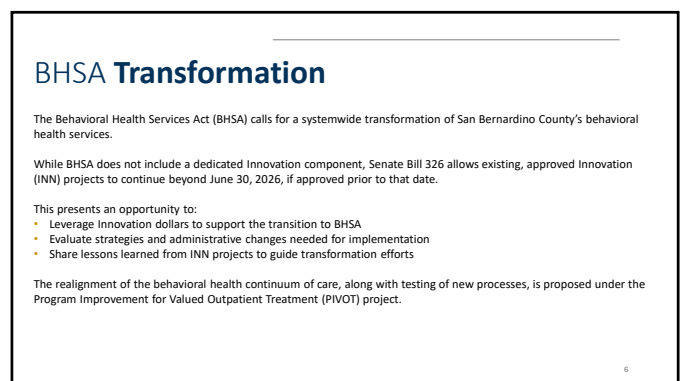 BHSA Transformation
The Behavioral Health Services Act (BHSA) calls for a systemwide transformation of San Bernardino County's behavioral
health services.
While BHSA does not include a dedicated Innovation component, Senate Bill 326 allows existing, approved Innovation
(INN) projects to continue beyond June 30, 2026, if approved prior to that date.
This presents an opportunity to:
• Leverage Innovation dollars to support the transition to BHSA
• Evaluate strategies and administrative changes needed for implementation
• Share lessons learned from INN projects to guide transformation efforts
The realignment of the behavioral health continuum of care, along with testing of new processes, is proposed under the
Program Improvement for Valued Outpatient Treatment (PIVOT) project.
6